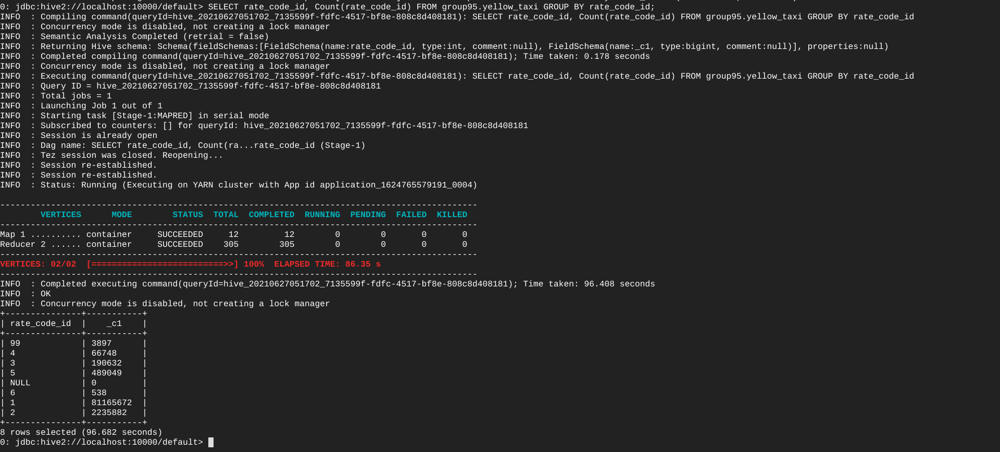 0: jdbc:hive2://localhost:10000/default> SELECT rate_code_id, Count(rate_code_id) FROM group95.yellow_taxi GROUP BY rate_code_id;
INFO  : Compiling command(queryId=hive_20210627051702_7135599f-fdfc-4517-bf8e-808c8d408181): SELECT rate_code_id, Count(rate_code_id) FROM group95.yellow_taxi GROUP BY rate_code_id
INFO  : Concurrency mode is disabled, not creating a lock manager
INFO  : Semantic Analysis Completed (retrial = false)
INFO  : Returning Hive schema: Schema(fieldSchemas:[FieldSchema(name:rate_code_id, type:int, comment:null), FieldSchema(name:_c1, type:bigint, comment:null)], properties:null)
INFO  : Completed compiling command(queryId=hive_20210627051702_7135599f-fdfc-4517-bf8e-808c8d408181); Time taken: 0.178 seconds
INFO  : Concurrency mode is disabled, not creating a lock manager
INFO  : Executing command(queryId=hive_20210627051702_7135599f-fdfc-4517-bf8e-808c8d408181): SELECT rate_code_id, Count(rate_code_id) FROM group95.yellow_taxi GROUP BY rate_code_id
INFO  : Query ID = hive_20210627051702_7135599f-fdfc-4517-bf8e-808c8d408181
INFO  : Total jobs = 1
INFO  : Launching Job 1 out of 1
INFO  : Starting task [Stage-1:MAPRED] in serial mode
INFO  : Subscribed to counters: [] for queryId: hive_20210627051702_7135599f-fdfc-4517-bf8e-808c8d408181
INFO  : Session is already open
INFO  : Dag name: SELECT rate_code_id, Count(ra...rate_code_id (Stage-1)
INFO  : Tez session was closed. Reopening...
INFO  : Session re-established.
INFO  : Session re-established.
INFO  : Status: Running (Executing on YARN cluster with App id application_1624765579191_0004)
----------------------------------------------------------------------------------------------
        VERTICES      MODE        STATUS  TOTAL  COMPLETED  RUNNING  PENDING  FAILED  KILLED
----------------------------------------------------------------------------------------------
Map 1 .......... container     SUCCEEDED     12         12        0        0       0       0
Reducer 2 ...... container     SUCCEEDED    305        305        0        0       0       0
----------------------------------------------------------------------------------------------
VERTICES: 02/02  [==========================>>] 100%  ELAPSED TIME: 86.35 s
----------------------------------------------------------------------------------------------
INFO  : Completed executing command(queryId=hive_20210627051702_7135599f-fdfc-4517-bf8e-808c8d408181); Time taken: 96.408 seconds
INFO  : OK
INFO  : Concurrency mode is disabled, not creating a lock manager
+---------------+-----------+
| rate_code_id  |    _c1    |
+---------------+-----------+
| 99            | 3897      |
| 4             | 66748     |
| 3             | 190632    |
| 5             | 489049    |
| NULL          | 0         |
| 6             | 538       |
| 1             | 81165672  |
| 2             | 2235882   |
+---------------+-----------+
8 rows selected (96.682 seconds)
0: jdbc:hive2://localhost:10000/default>